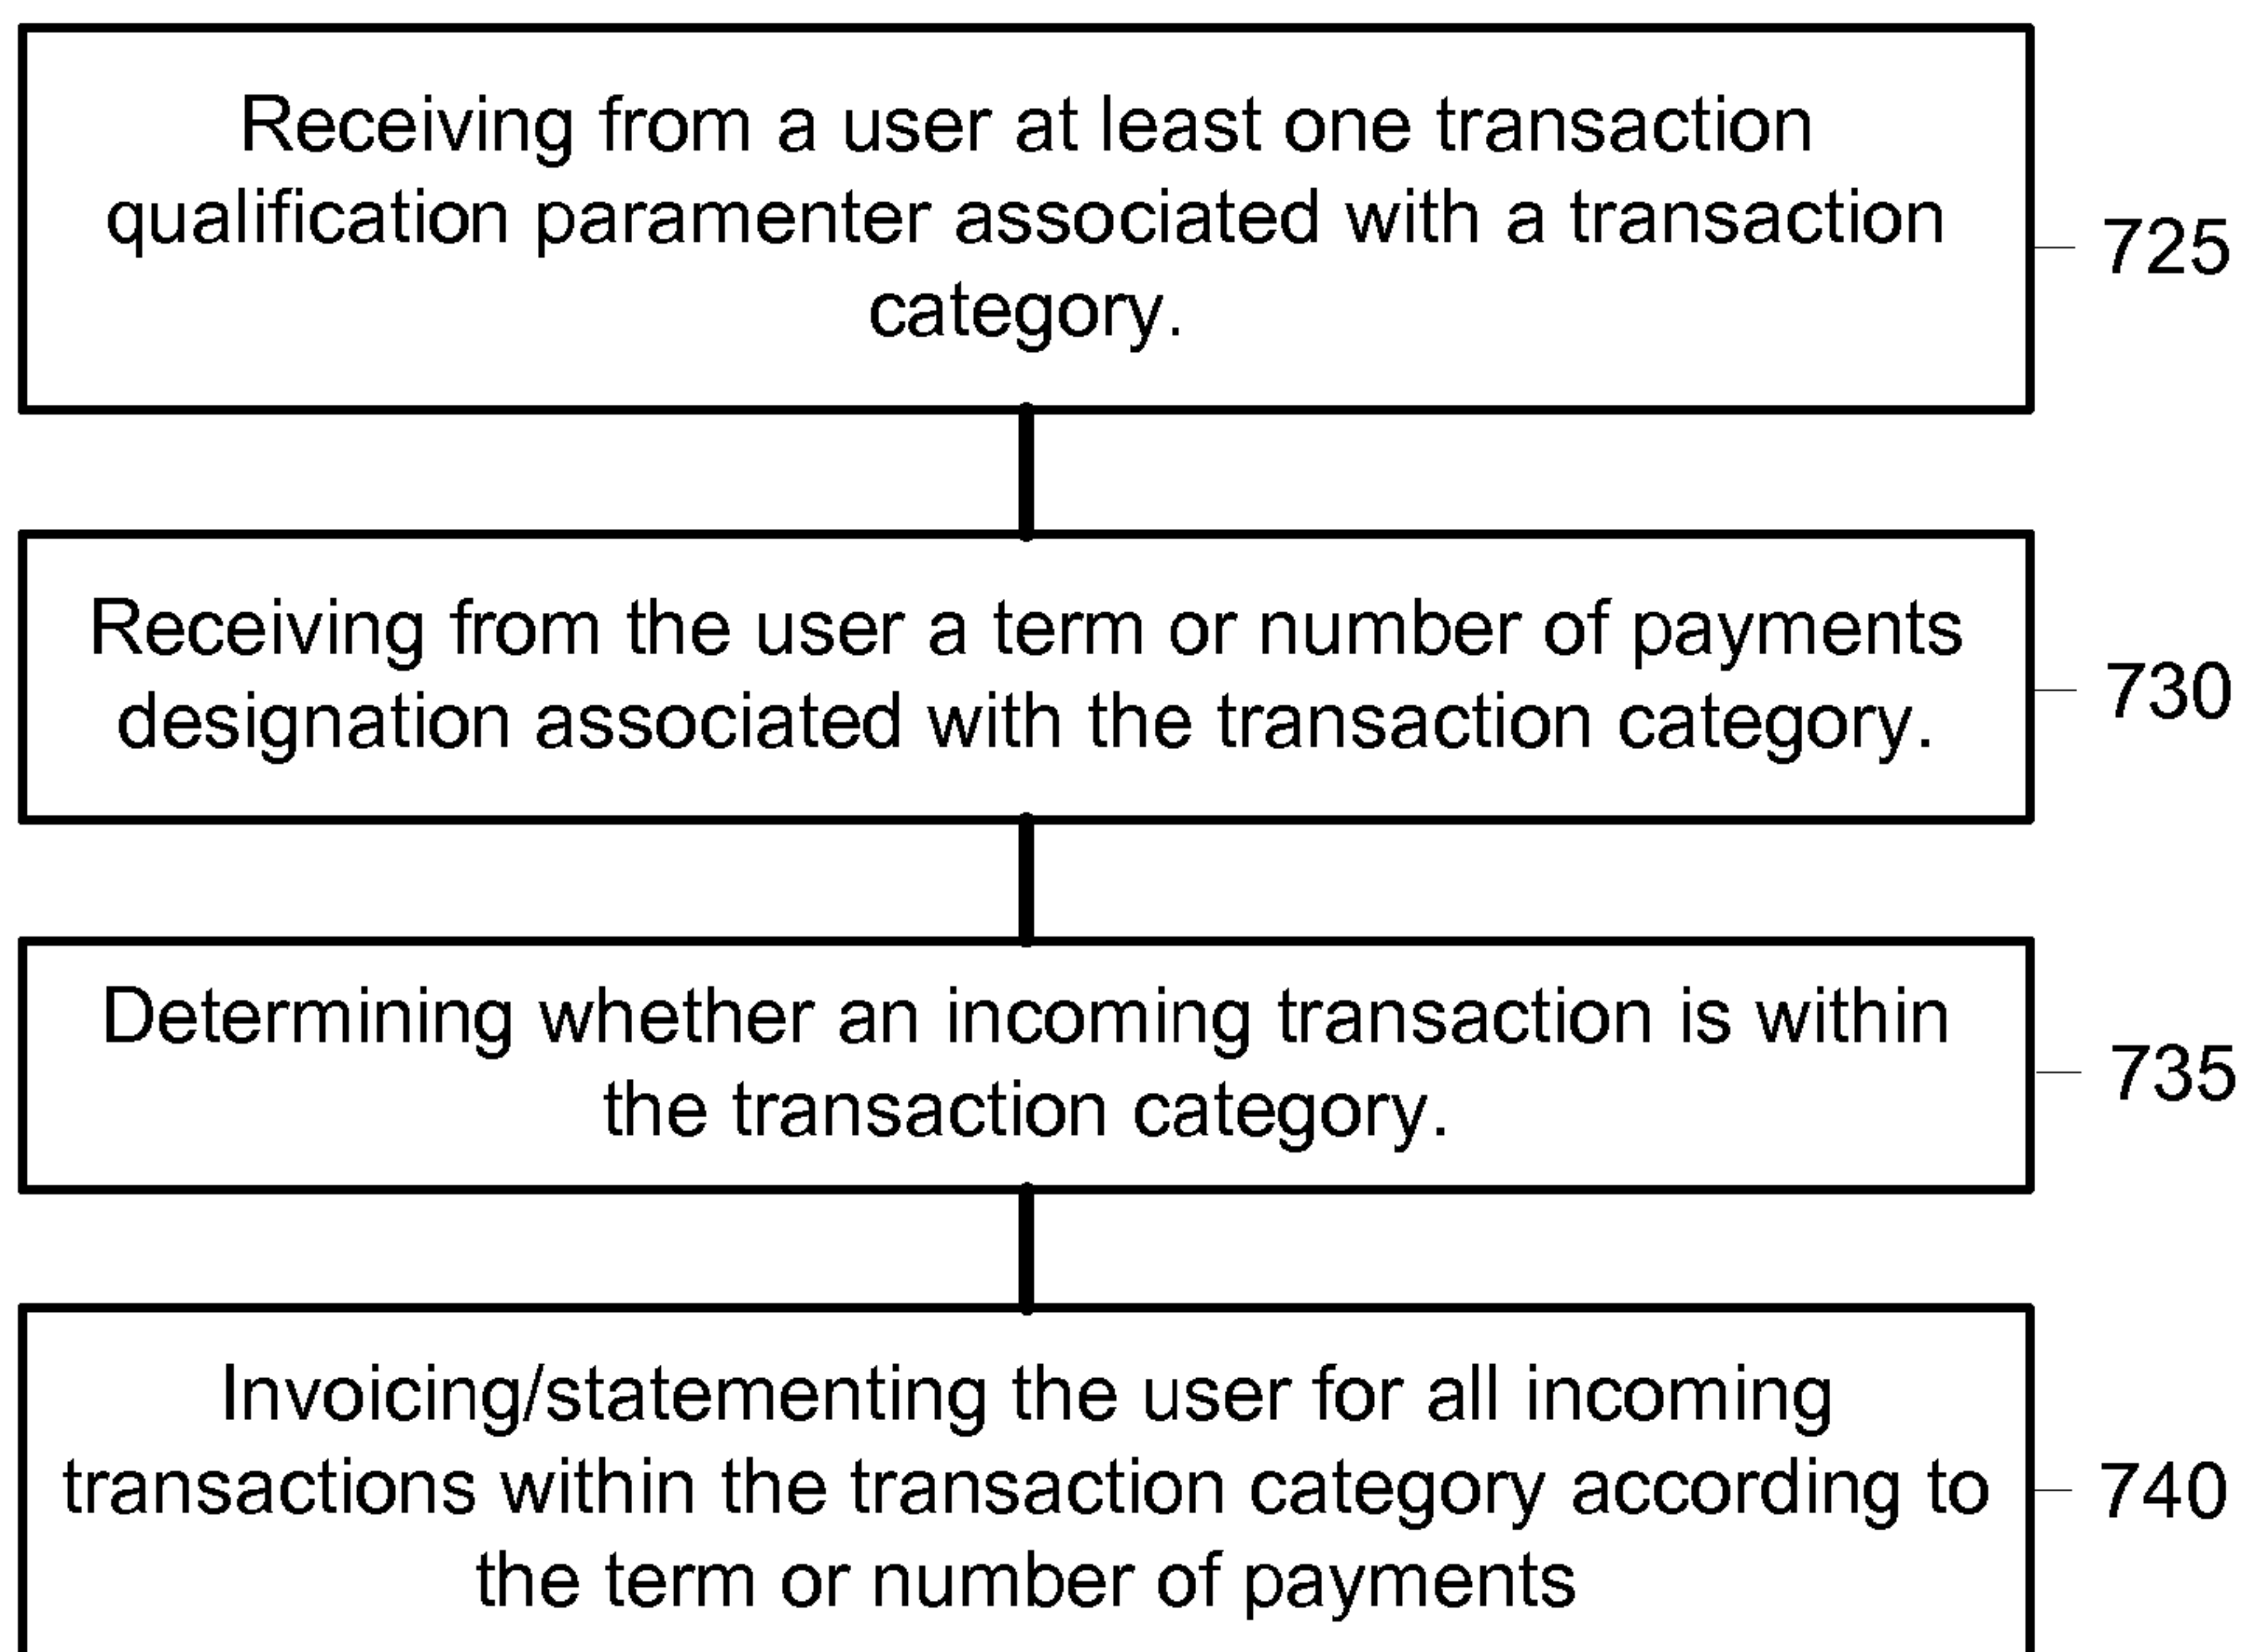 Receiving from a user at least one transaction
qualification paramenter associated with a transaction
category.
725
Receiving from the user a term or number of payments
designation associated with the transaction category.
730
Determining whether an incoming transaction is within
the transaction category.
735
Invoicing/statementing the user for all incoming
transactions within the transaction category according to
the term or number of payments
740